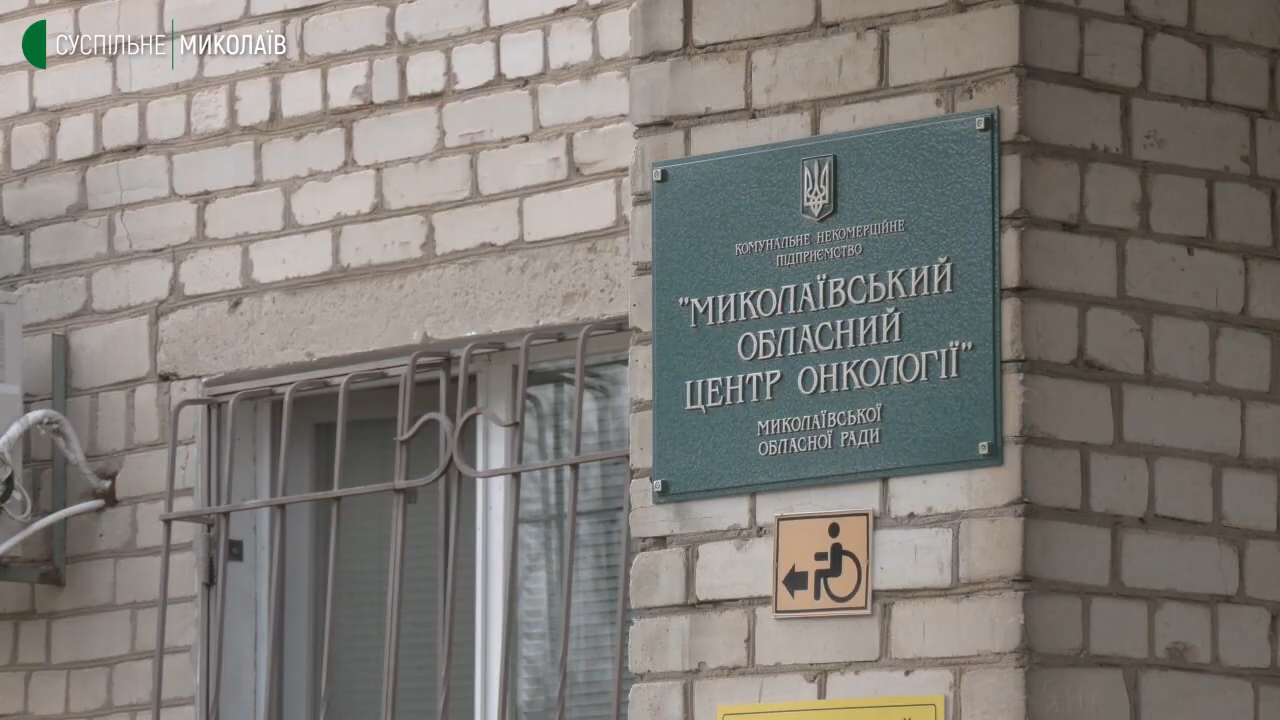 СУСПІЛЬНЕ МИКОЛАЇВ
КОМУНАЛЬНЕ НЕКОМЕРЦІЙНЕ
ПІДПРИЄМСТВО
"МИКОЛАЇВСЬКИЙ
ОБЛАСНИЙ
ЦЕНТР ОНКОЛОГІЇ"
МИКОЛАЇВСЬКОЇ
ОБЛАСНОЇ РАДИ